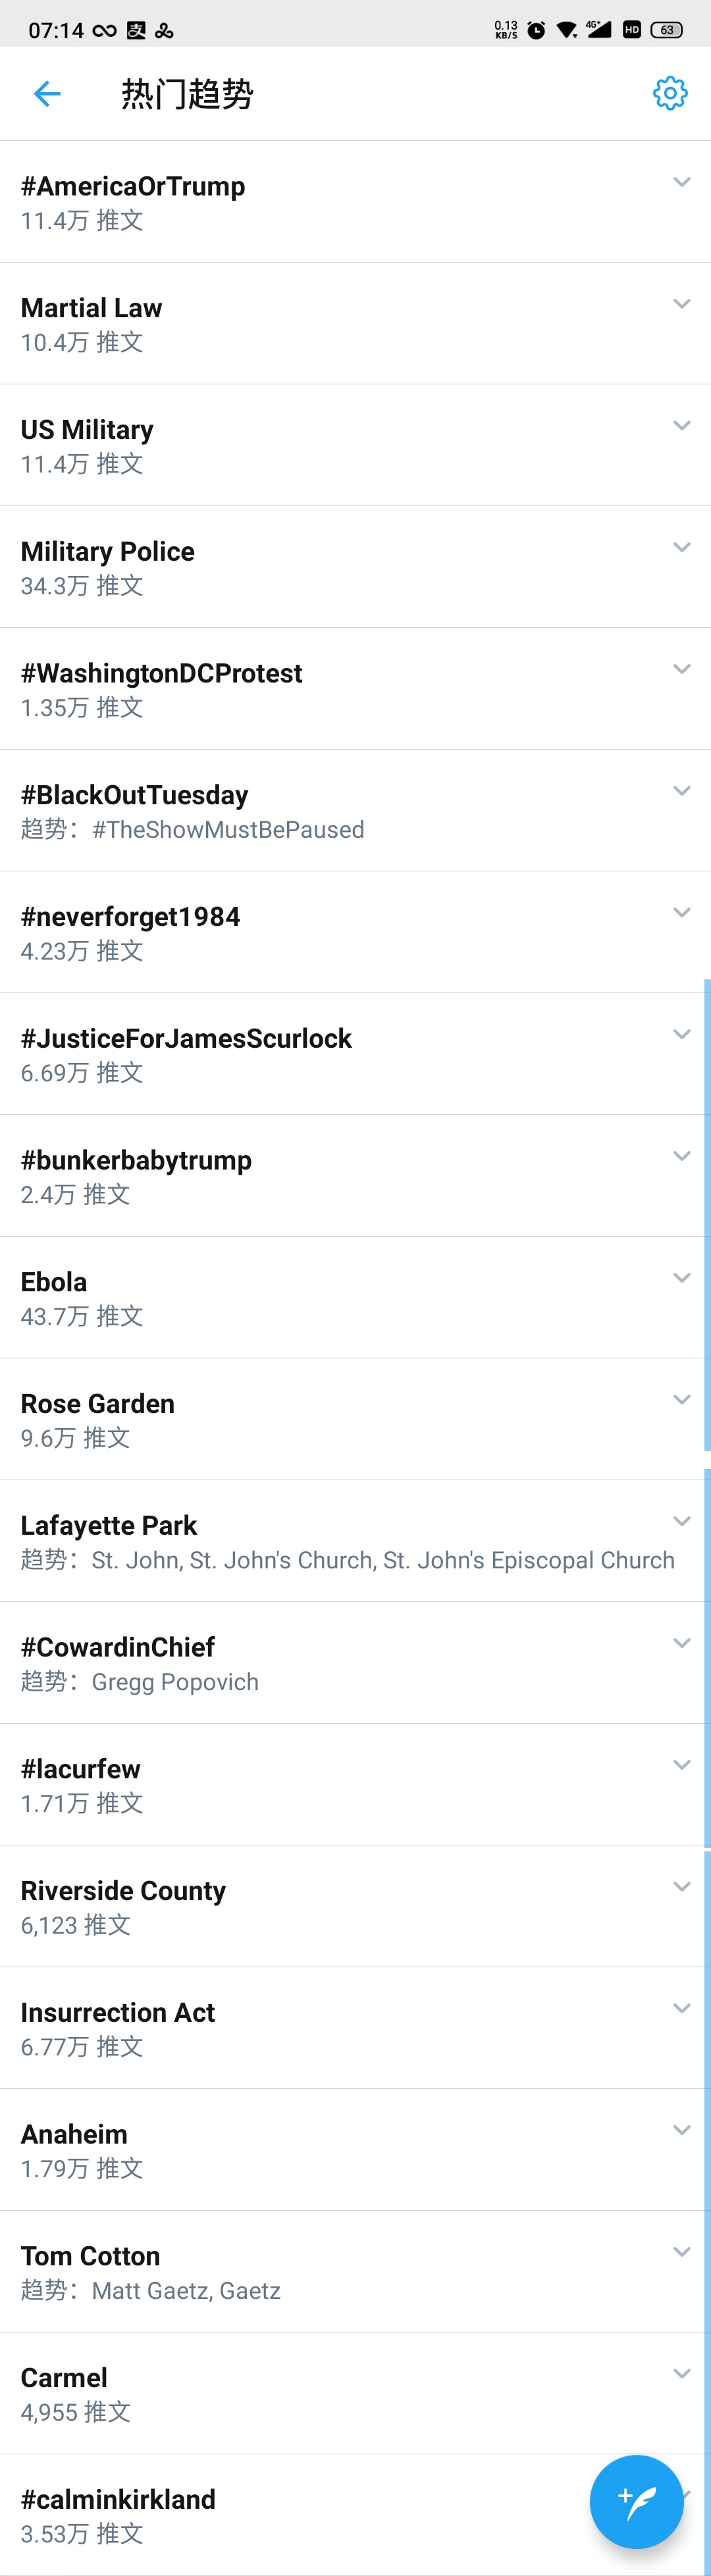 07:14 支 0.13 KB/S 4G+ HD 63
热门趋势
#AmericaOrTrump
11.4万 推文
Martial Law
10.4万 推文
US Military
11.4万 推文
Military Police
34.3万 推文
#WashingtonDCProtest
1.35万 推文
#BlackOutTuesday
趋势：#TheShowMustBePaused
#neverforget1984
4.23万 推文
#JusticeForJamesScurlock
6.69万 推文
#bunkerbabytrump
2.4万 推文
Ebola
43.7万 推文
Rose Garden
9.6万 推文
Lafayette Park
趋势：St. John, St. John's Church, St. John's Episcopal Church
#CowardinChief
趋势：Gregg Popovich
#lacurfew
1.71万 推文
Riverside County
6,123 推文
Insurrection Act
6.77万 推文
Anaheim
1.79万 推文
Tom Cotton
趋势：Matt Gaetz, Gaetz
Carmel
4,955 推文
#calminkirkland
3.53万 推文